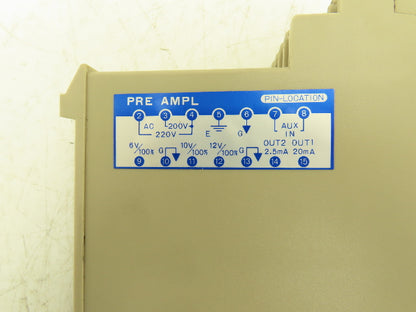 PRE AMPL PIN-LOCATION
2 3 4 5 6 7 8
AC 200V E G AUX
220V IN
6V/100% G 10V/100% 12V/100% G OUT2 2.5mA OUT1 20mA
9 10 11 12 13 14 15